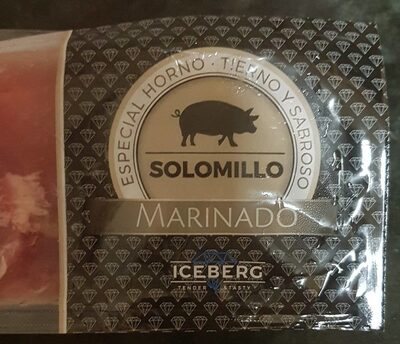 ESPECIAL HORNO · TIERNO Y SABROSO
SOLOMILLO
MARINADO
ICEBERG
TENDER & TASTY